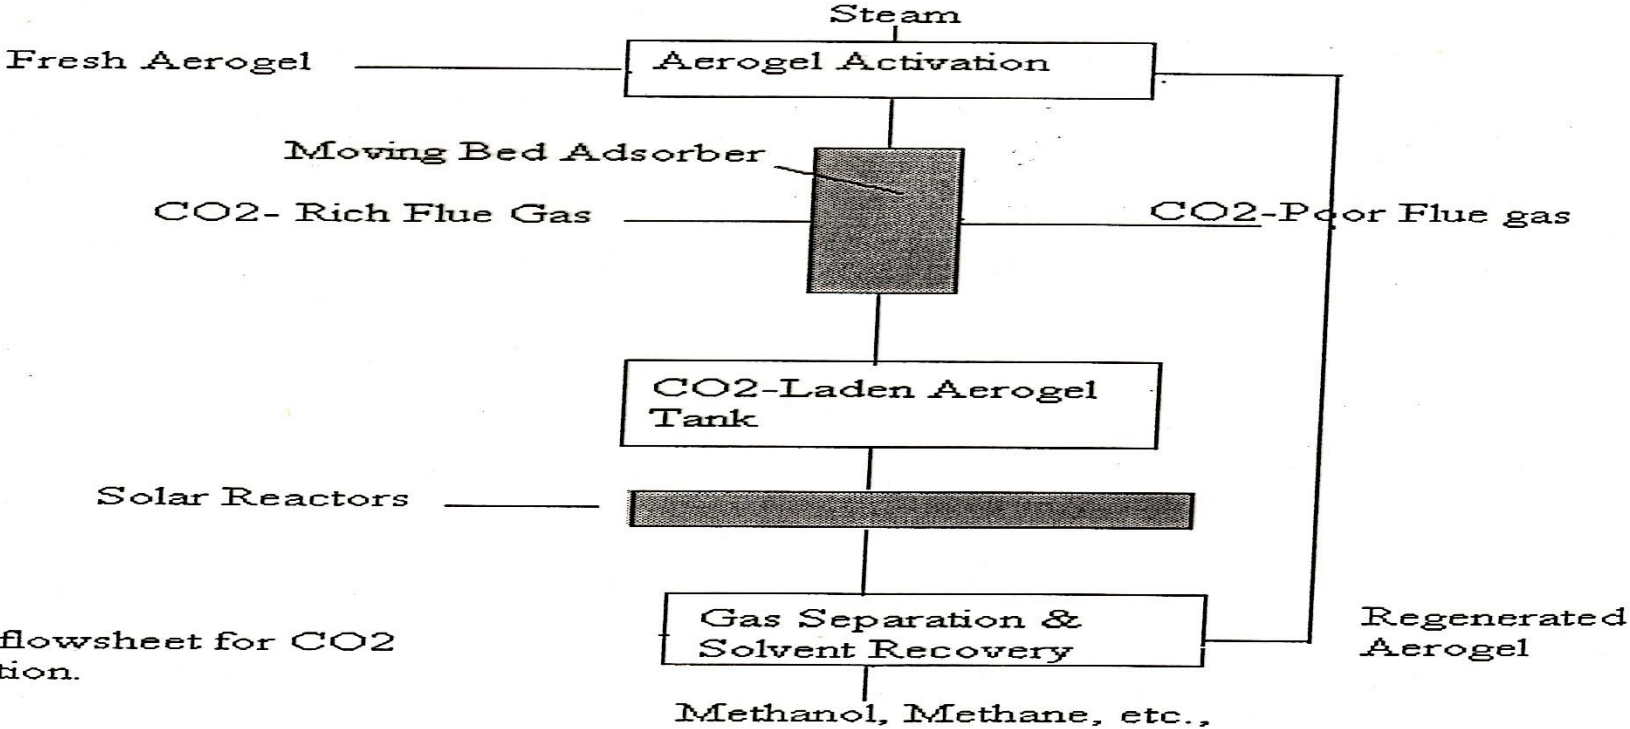 Steam
Fresh Aerogel
Aerogel Activation
Moving Bed Adsorber
CO2- Rich Flue Gas
CO2-Poor Flue gas
CO2-Laden Aerogel
Tank
Solar Reactors
Gas Separation &
Solvent Recovery
Regenerated
Aerogel
flowsheet for CO2
tion.
Methanol, Methane, etc.,